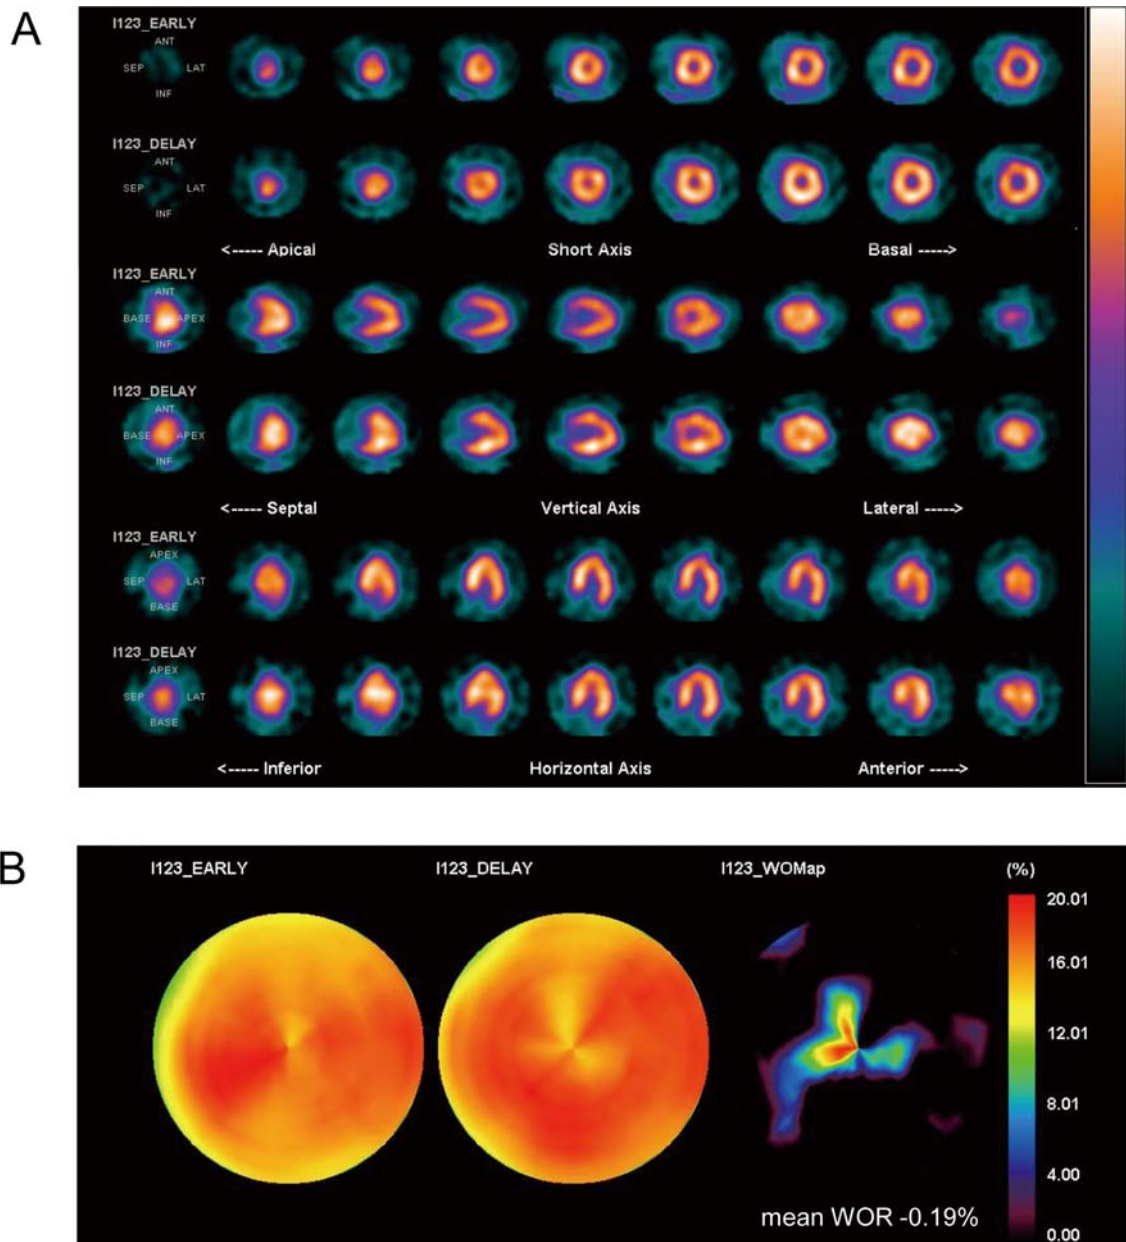 A
I123_EARLY
ANT
SEP LAT
INF
I123_DELAY
ANT
SEP LAT
INF
<----- Apical Short Axis Basal ----->
I123_EARLY
ANT
BASE APEX
INF
I123_DELAY
ANT
BASE APEX
INF
<----- Septal Vertical Axis Lateral ----->
I123_EARLY
APEX
SEP LAT
BASE
I123_DELAY
APEX
SEP LAT
BASE
<----- Inferior Horizontal Axis Anterior ----->
B
I123_EARLY I123_DELAY I123_WOMap (%)
20.01
16.01
12.01
8.01
4.00
mean WOR -0.19%
0.00